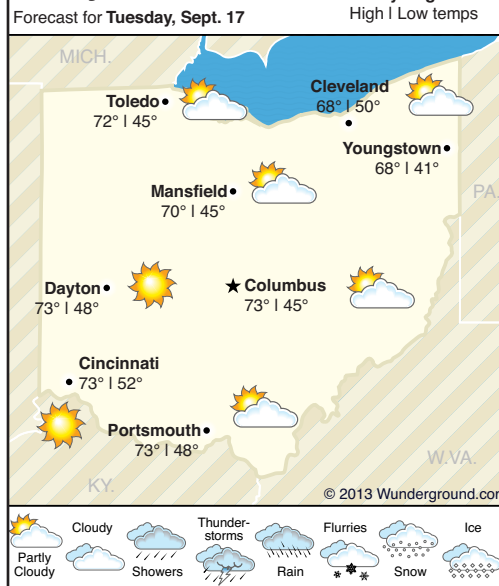 Forecast for Tuesday, Sept. 17
High | Low temps
MICH.
Toledo
72° | 45°
Cleveland
68° | 50°
Youngstown
68° | 41°
PA.
Mansfield
70° | 45°
Dayton
73° | 48°
Columbus
73° | 45°
Cincinnati
73° | 52°
Portsmouth
73° | 48°
W.VA.
KY.
© 2013 Wunderground.com
Partly
Cloudy
Cloudy
Showers
Thunder-
storms
Rain
Flurries
Snow
Ice